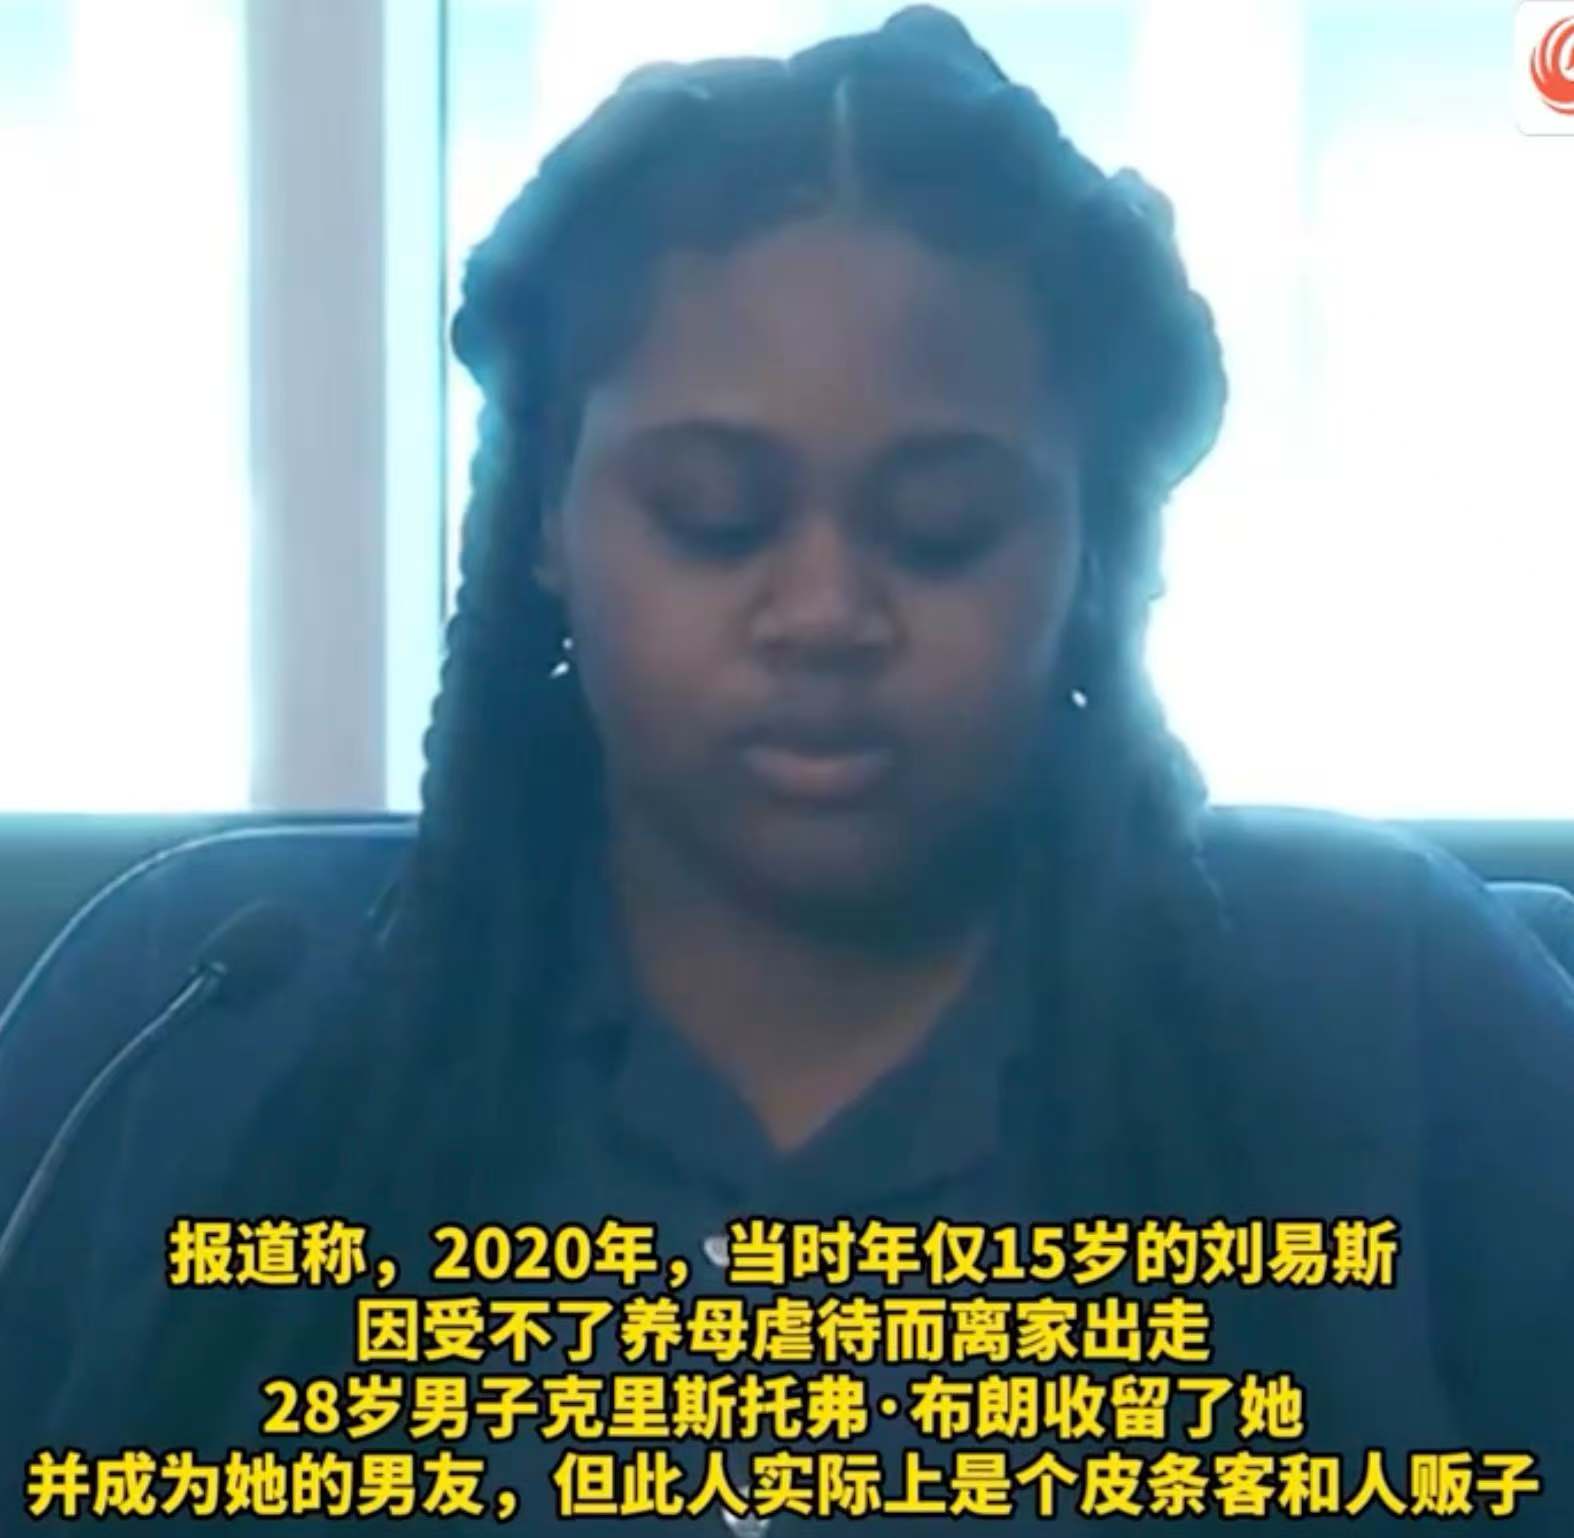 报道称，2020年，当时年仅15岁的刘易斯
因受不了养母虐待而离家出走
28岁男子克里斯托弗·布朗收留了她
并成为她的男友，但此人实际上是个皮条客和人贩子